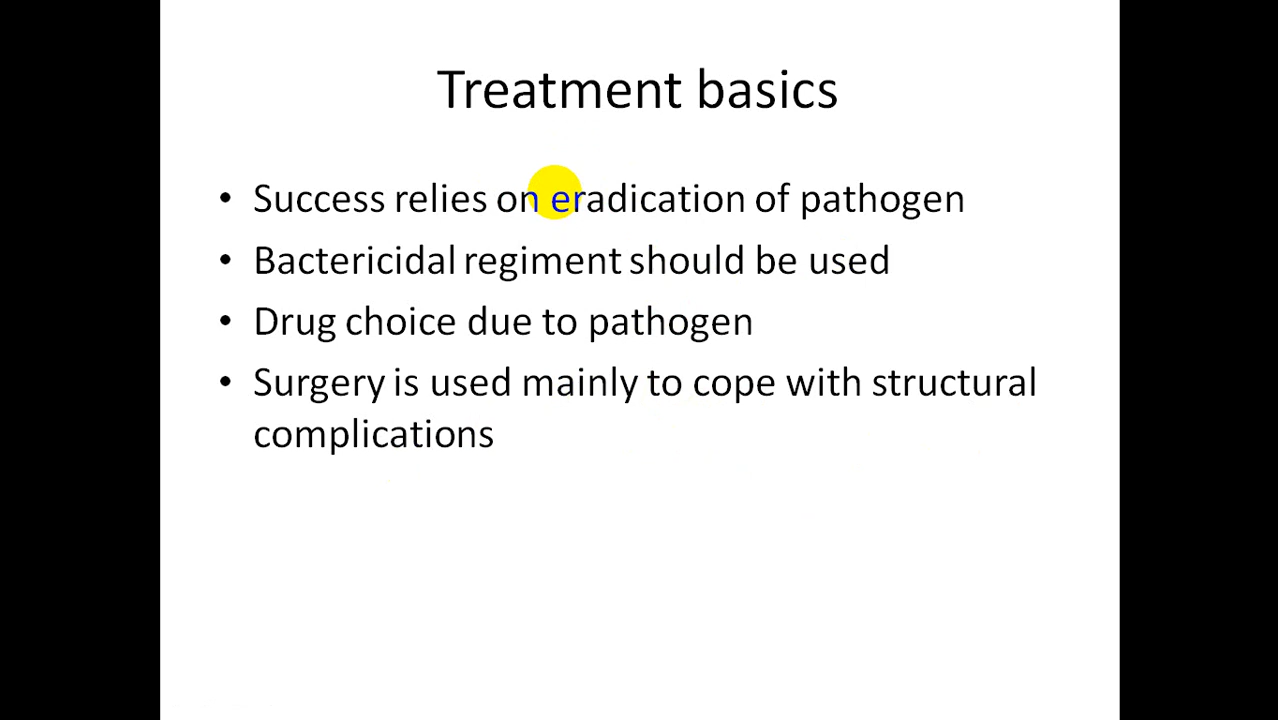 Treatment basics
• Success relies on eradication of pathogen
• Bactericidal regiment should be used
• Drug choice due to pathogen
• Surgery is used mainly to cope with structural
complications